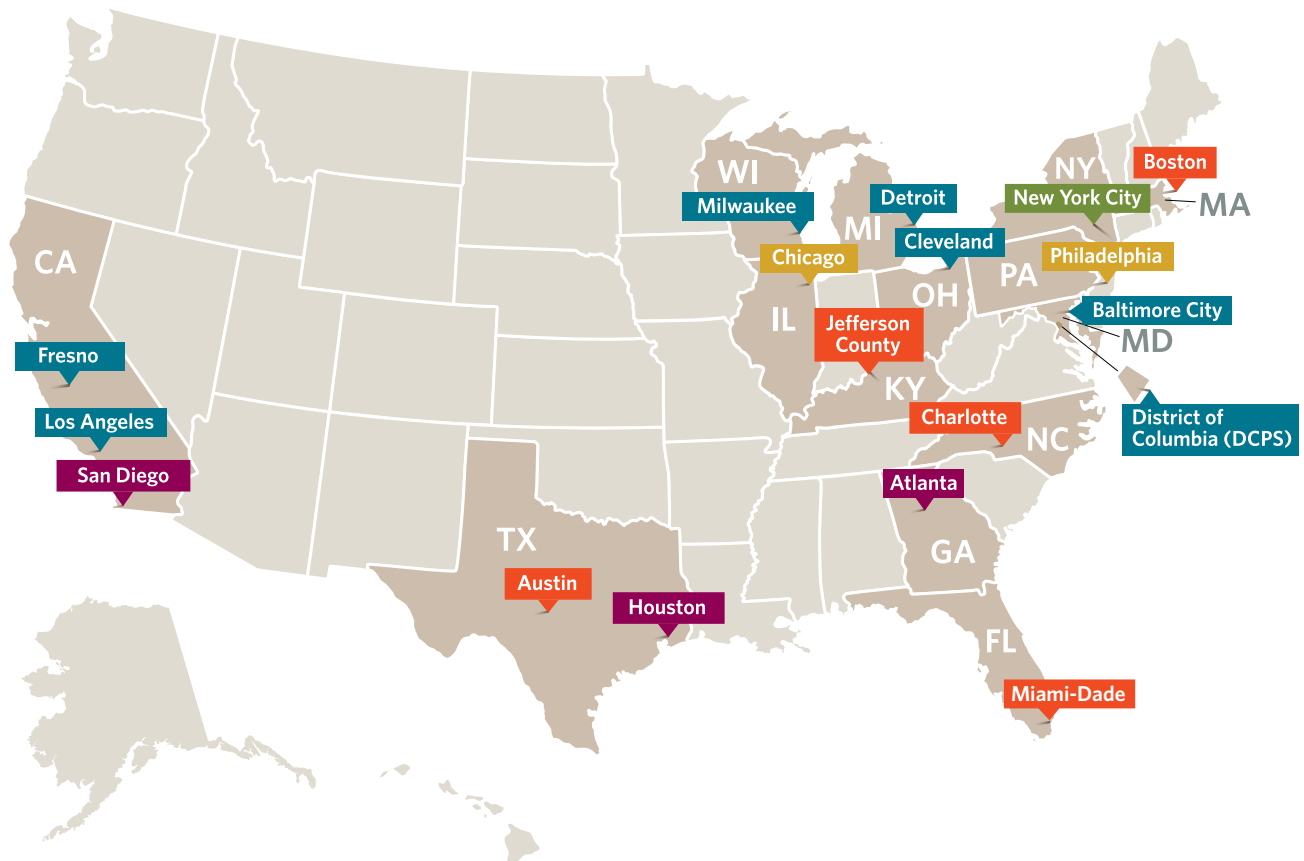 WI
NY
Boston
Milwaukee
Detroit
New York City
MA
MI
Cleveland
CA
Chicago
Philadelphia
PA
OH
Baltimore City
IL
Jefferson
County
MD
Fresno
KY
Los Angeles
Charlotte
NC
District of
Columbia (DCPS)
San Diego
Atlanta
TX
GA
Austin
Houston
FL
Miami-Dade